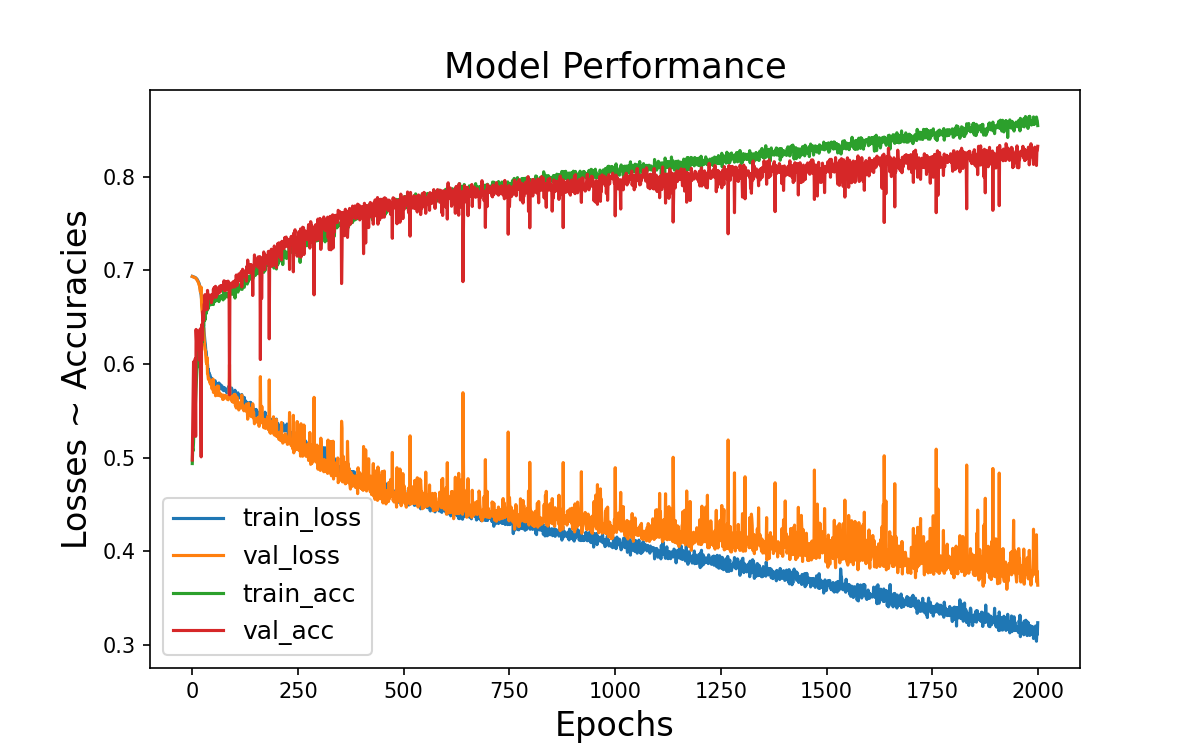 Model Performance
Losses ~ Accuracies
0.8
0.7
0.6
0.5
0.4
0.3
train_loss
val_loss
train_acc
val_acc
0 250 500 750 1000 1250 1500 1750 2000
Epochs